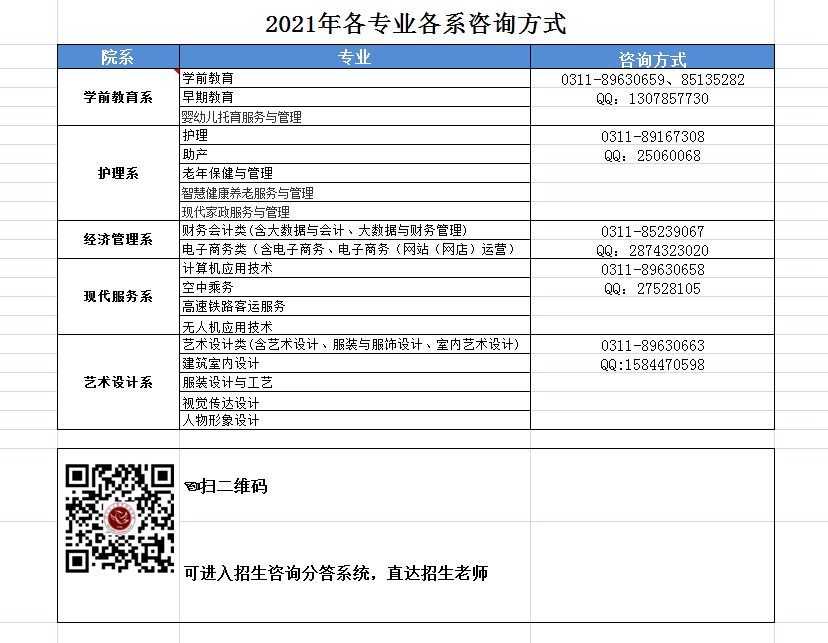 2021年各专业各系咨询方式
院系 专业 咨询方式
学前教育系
学前教育
早期教育
婴幼儿托育服务与管理
0311-89630659、85135282
QQ：1307857730
护理系
护理
助产
老年保健与管理
智慧健康养老服务与管理
现代家政服务与管理
0311-89167308
QQ：25060068
经济管理系
财务会计类(含大数据与会计、大数据与财务管理)
电子商务类（含电子商务、电子商务（网站（网店）运营）
0311-85239067
QQ：2874323020
现代服务系
计算机应用技术
空中乘务
高速铁路客运服务
无人机应用技术
0311-89630658
QQ：27528105
艺术设计系
艺术设计类(含艺术设计、服装与服饰设计、室内艺术设计)
建筑室内设计
服装设计与工艺
视觉传达设计
人物形象设计
0311-89630663
QQ:1584470598
☜扫二维码
可进入招生咨询分答系统，直达招生老师